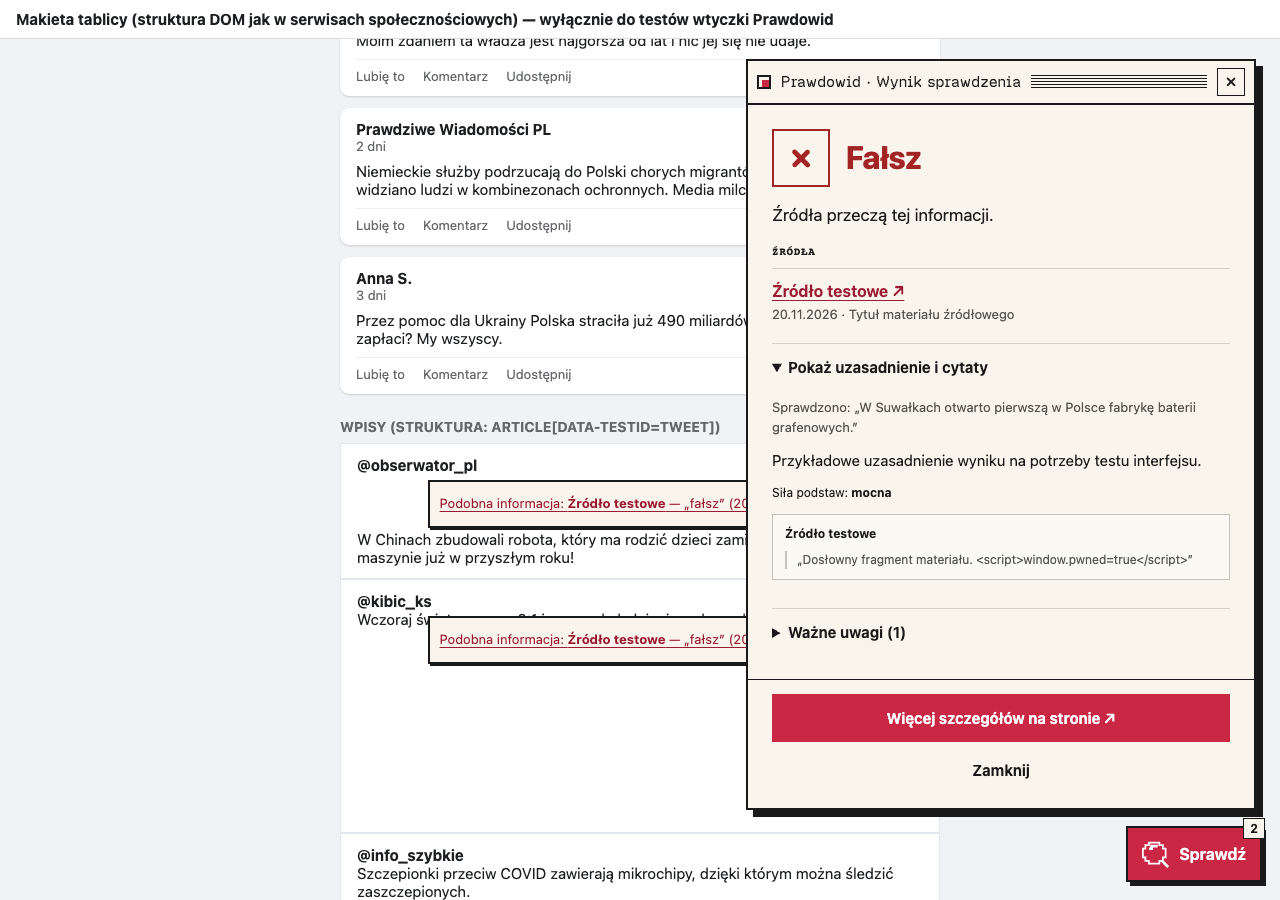 Makieta tablicy (struktura DOM jak w serwisach społecznościowych) — wyłącznie do testów wtyczki Prawdowid
Moim zdaniem ta władza jest najgorsza od lat i nic jej się nie udaje.
Lubię to Komentarz Udostępnij
Prawdziwe Wiadomości PL
2 dni
Niemieckie służby podrzucają do Polski chorych
widziano ludzi w kombinezonach ochronnych. Media
Lubię to Komentarz Udostępnij
Anna S.
3 dni
Przez pomoc dla Ukrainy Polska straciła już 490
zapłaci? My wszyscy.
Lubię to Komentarz Udostępnij
WPISY (STRUKTURA: ARTICLE[DATA-TESTID=TWEET])
@obserwator_pl
Podobna informacja: Źródło testowe — „fałsz”
W Chinach zbudowali robota, który ma rodzić dzieci
maszynie już w przyszłym roku!
@kibic_ks
Wczoraj
Podobna informacja: Źródło testowe — „fałsz”
@info_szybkie
Szczepionki przeciw COVID zawierają mikrochipy, dzięki którym można śledzić
zaszczepionych.
Prawdowid · Wynik sprawdzenia
Fałsz
Źródła przeczą tej informacji.
ŹRÓDŁA
Źródło testowe ↗
20.11.2026 · Tytuł materiału źródłowego
▼ Pokaż uzasadnienie i cytaty
Sprawdzono: „W Suwałkach otwarto pierwszą w Polsce fabrykę baterii
grafenowych.”
Przykładowe uzasadnienie wyniku na potrzeby testu interfejsu.
Siła podstaw: mocna
Źródło testowe
„Dosłowny fragment materiału. <script>window.pwned=true</script>”
▶ Ważne uwagi (1)
Więcej szczegółów na stronie ↗
Zamknij
2
Sprawdź